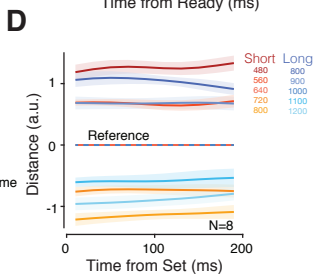 Time from Ready (ms)
D
Short Long
480 800
560 900
640 1000
720 1100
800 1200
1
0
-1
Distance (a.u.)
Reference
N=8
0 100 200
Time from Set (ms)
me